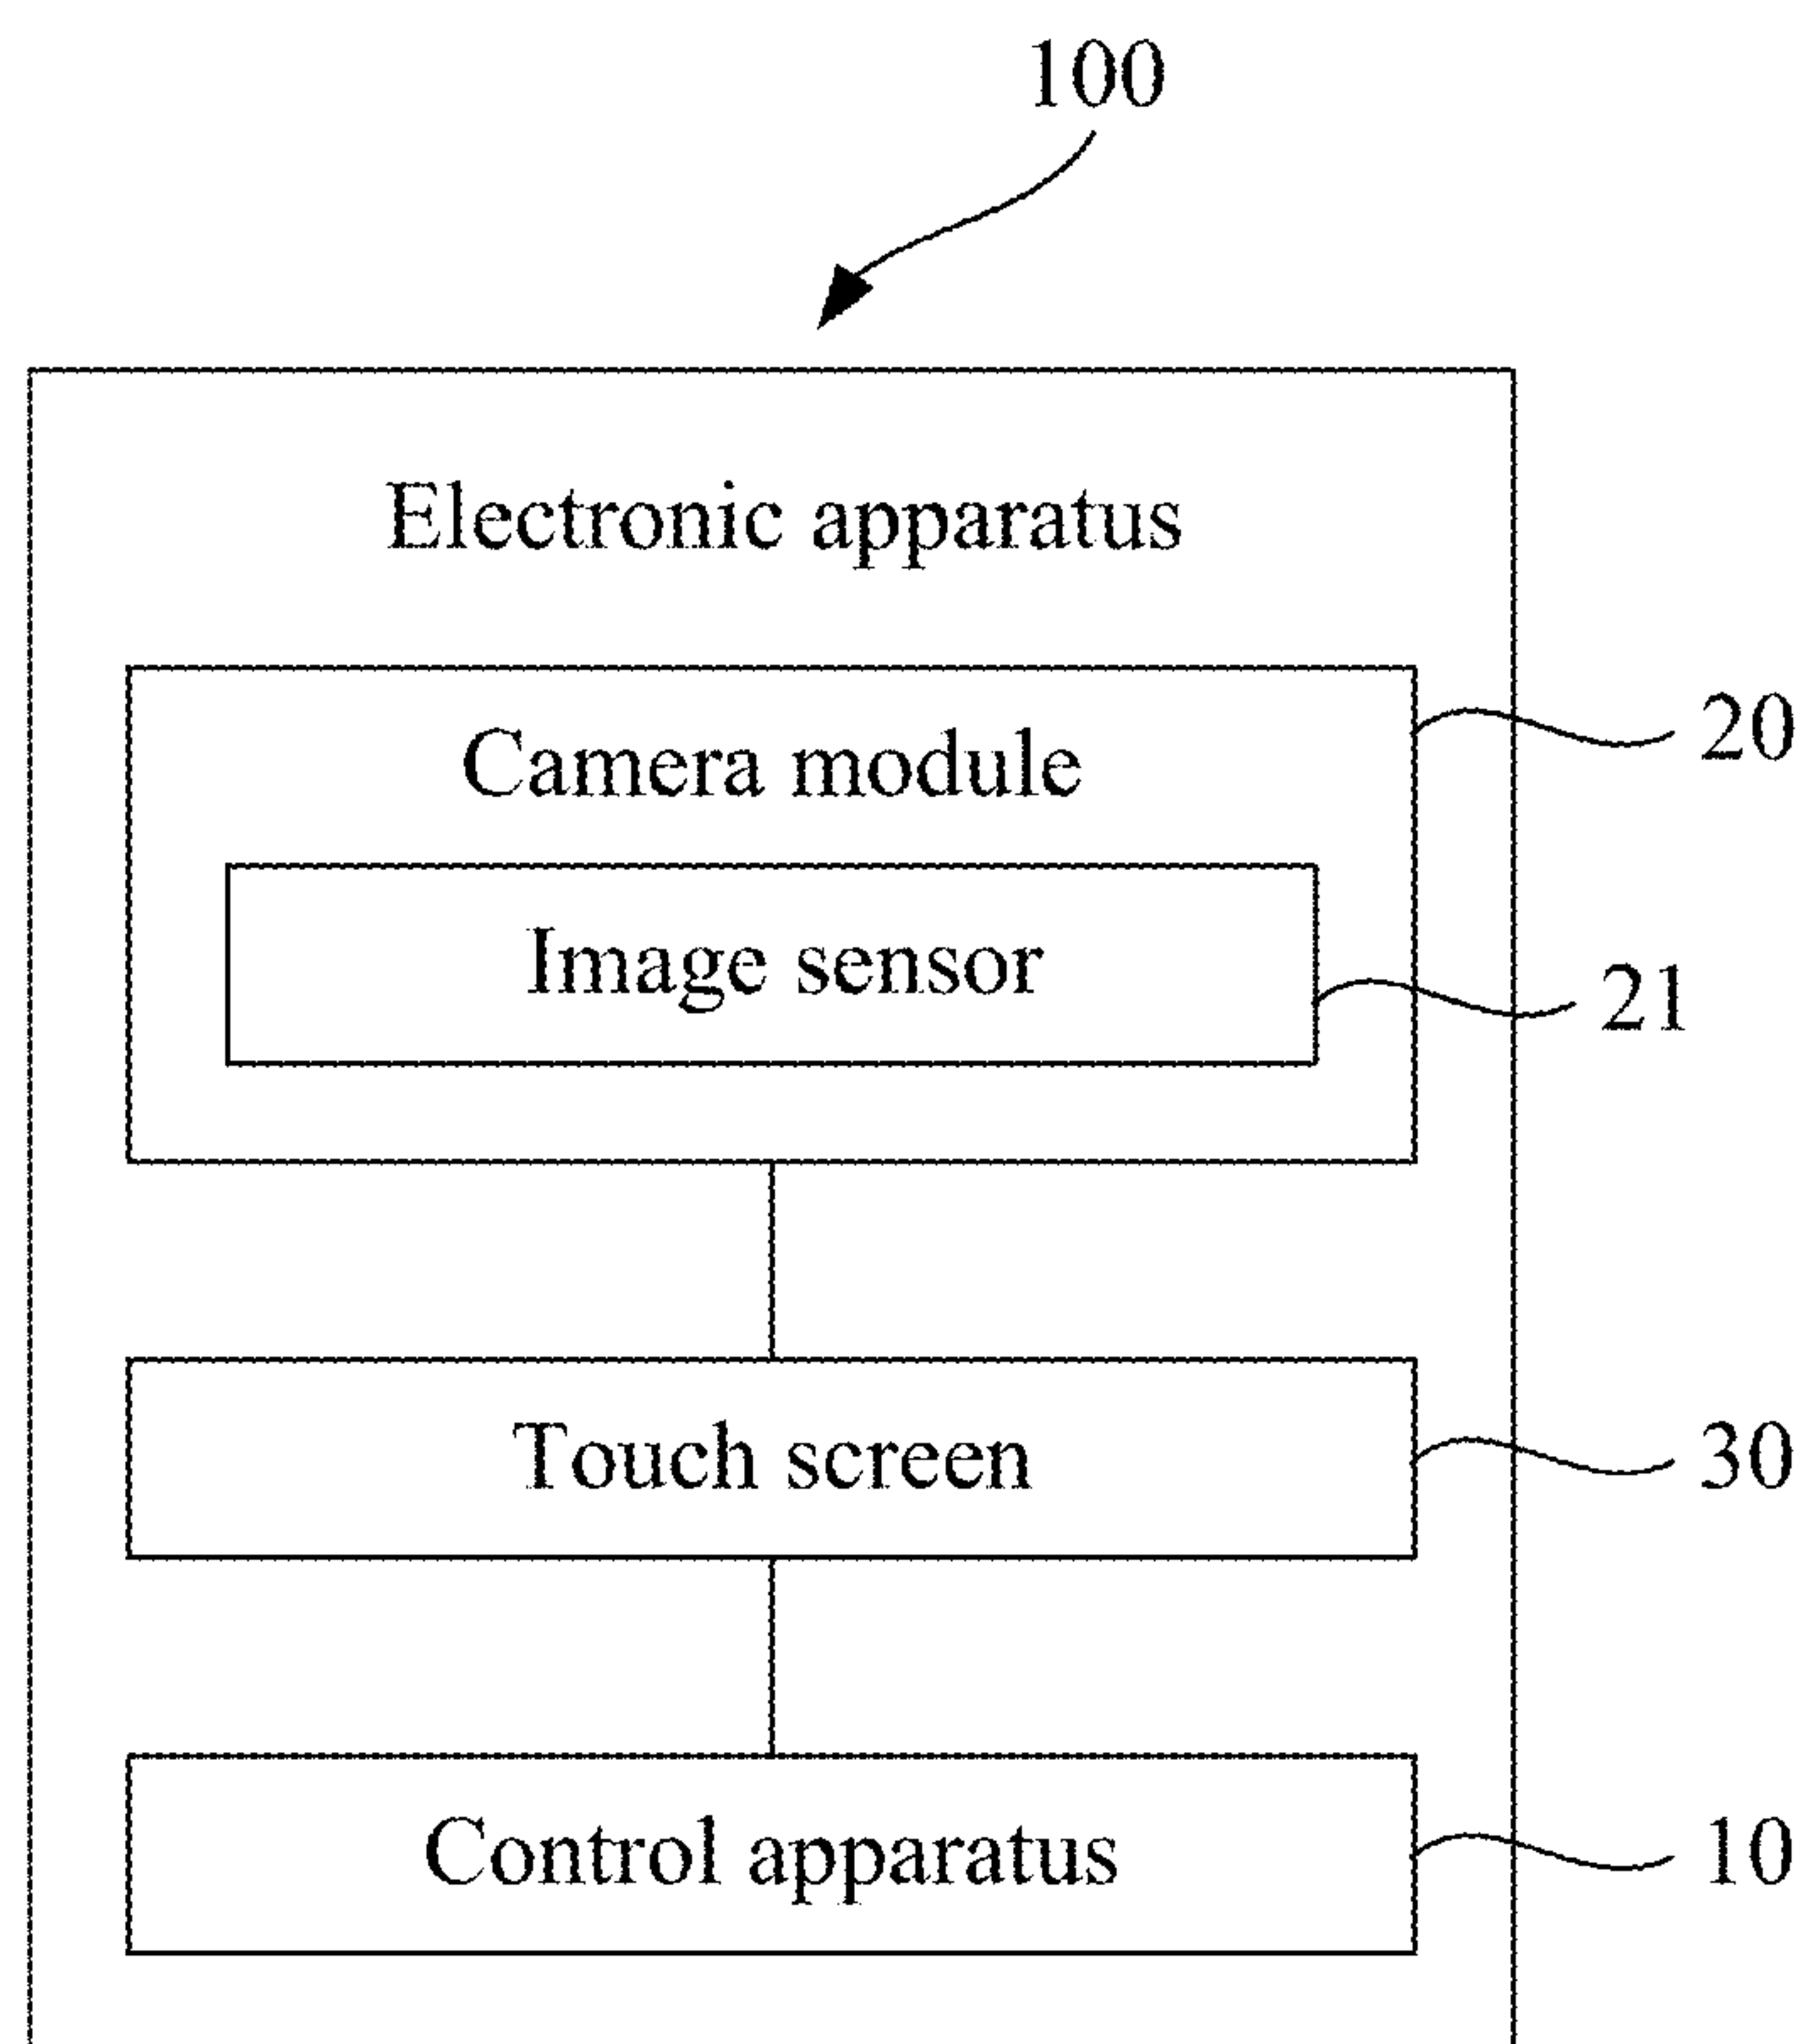 100
Electronic apparatus
Camera module
20
Image sensor
21
Touch screen
30
Control apparatus
10